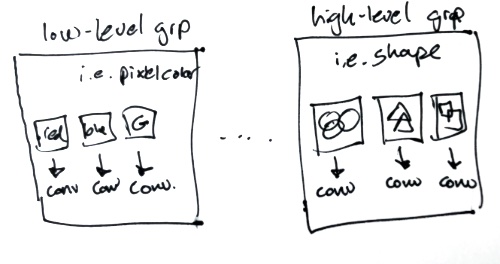 low-level grp
i.e. pixelcolor
red blue G
conv conv conv.
....
high-level grp
i.e. shape
conv conv conv